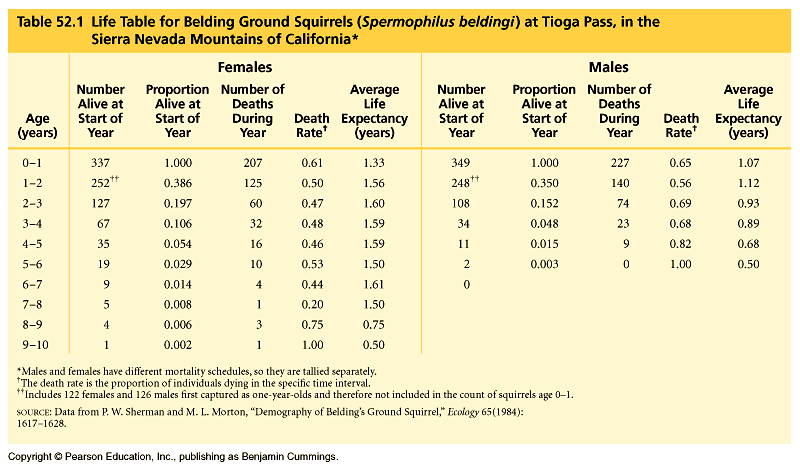 Table 52.1 Life Table for Belding Ground Squirrels (Spermophilus beldingi) at Tioga Pass, in the
Sierra Nevada Mountains of California*
Females Males
Age (years) Number Alive at Start of Year Proportion Alive at Start of Year Number of Deaths During Year Death Rate† Average Life Expectancy (years) Number Alive at Start of Year Proportion Alive at Start of Year Number of Deaths During Year Death Rate† Average Life Expectancy (years)
0–1 337 1.000 207 0.61 1.33 349 1.000 227 0.65 1.07
1–2 252†† 0.386 125 0.50 1.56 248†† 0.350 140 0.56 1.12
2–3 127 0.197 60 0.47 1.60 108 0.152 74 0.69 0.93
3–4 67 0.106 32 0.48 1.59 34 0.048 23 0.68 0.89
4–5 35 0.054 16 0.46 1.59 11 0.015 9 0.82 0.68
5–6 19 0.029 10 0.53 1.50 2 0.003 0 1.00 0.50
6–7 9 0.014 4 0.44 1.61 0
7–8 5 0.008 1 0.20 1.50
8–9 4 0.006 3 0.75 0.75
9–10 1 0.002 1 1.00 0.50
*Males and females have different mortality schedules, so they are tallied separately.
†The death rate is the proportion of individuals dying in the specific time interval.
††Includes 122 females and 126 males first captured as one-year-olds and therefore not included in the count of squirrels age 0–1.
SOURCE: Data from P. W. Sherman and M. L. Morton, “Demography of Belding’s Ground Squirrel,” Ecology 65(1984):
1617–1628.
Copyright © Pearson Education, Inc., publishing as Benjamin Cummings.